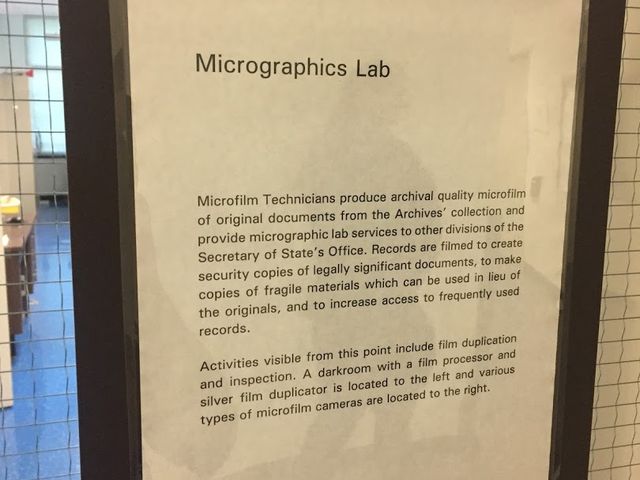 Micrographics Lab
Microfilm Technicians produce archival quality microfilm
of original documents from the Archives' collection and
provide micrographic lab services to other divisions of the
Secretary of State's Office. Records are filmed to create
security copies of legally significant documents, to make
copies of fragile materials which can be used in lieu of
the originals, and to increase access to frequently used
records.
Activities visible from this point include film duplication
and inspection. A darkroom with a film processor and
silver film duplicator is located to the left and various
types of microfilm cameras are located to the right.